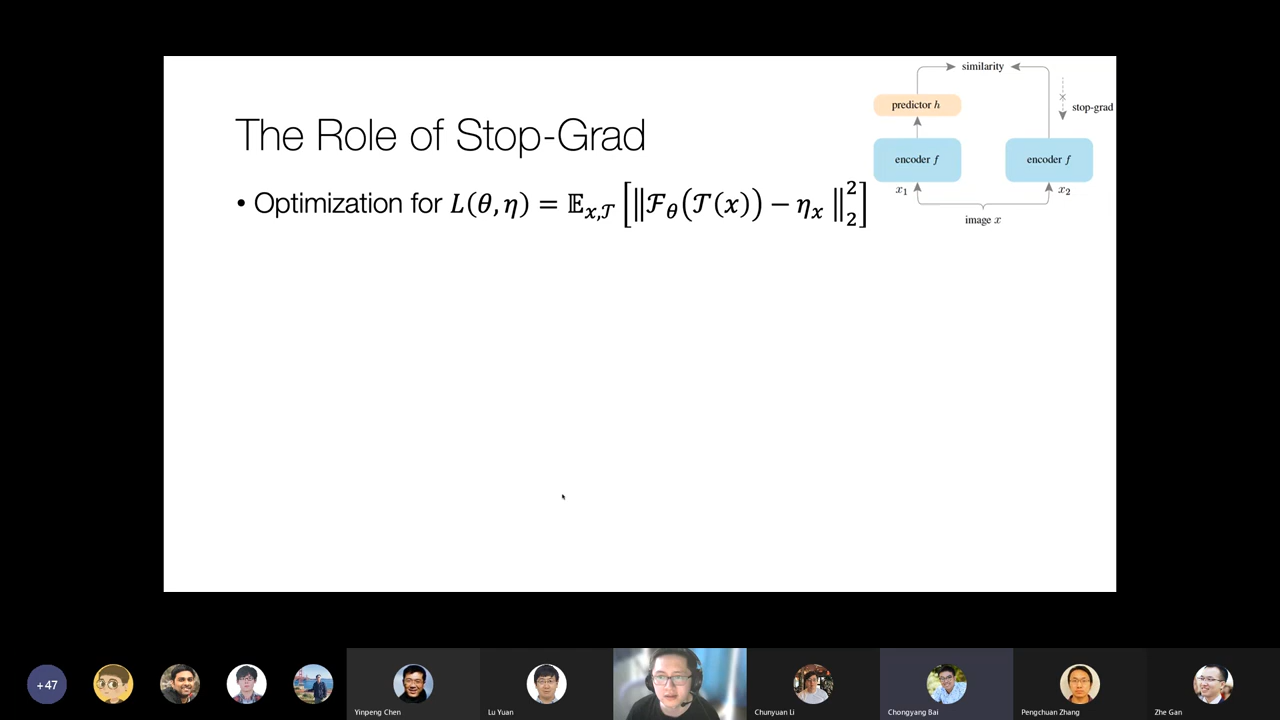 The Role of Stop-Grad
• Optimization for L(θ, η) = 𝔼ₓ,𝒯 [‖ℱ_θ(𝒯(x)) − ηₓ‖₂²]
similarity
predictor h
stop-grad
encoder f encoder f
x₁ x₂
image x
+47
Yinpeng Chen Lu Yuan Chunyuan Li Chongyang Bai Pengchuan Zhang Zhe Gan